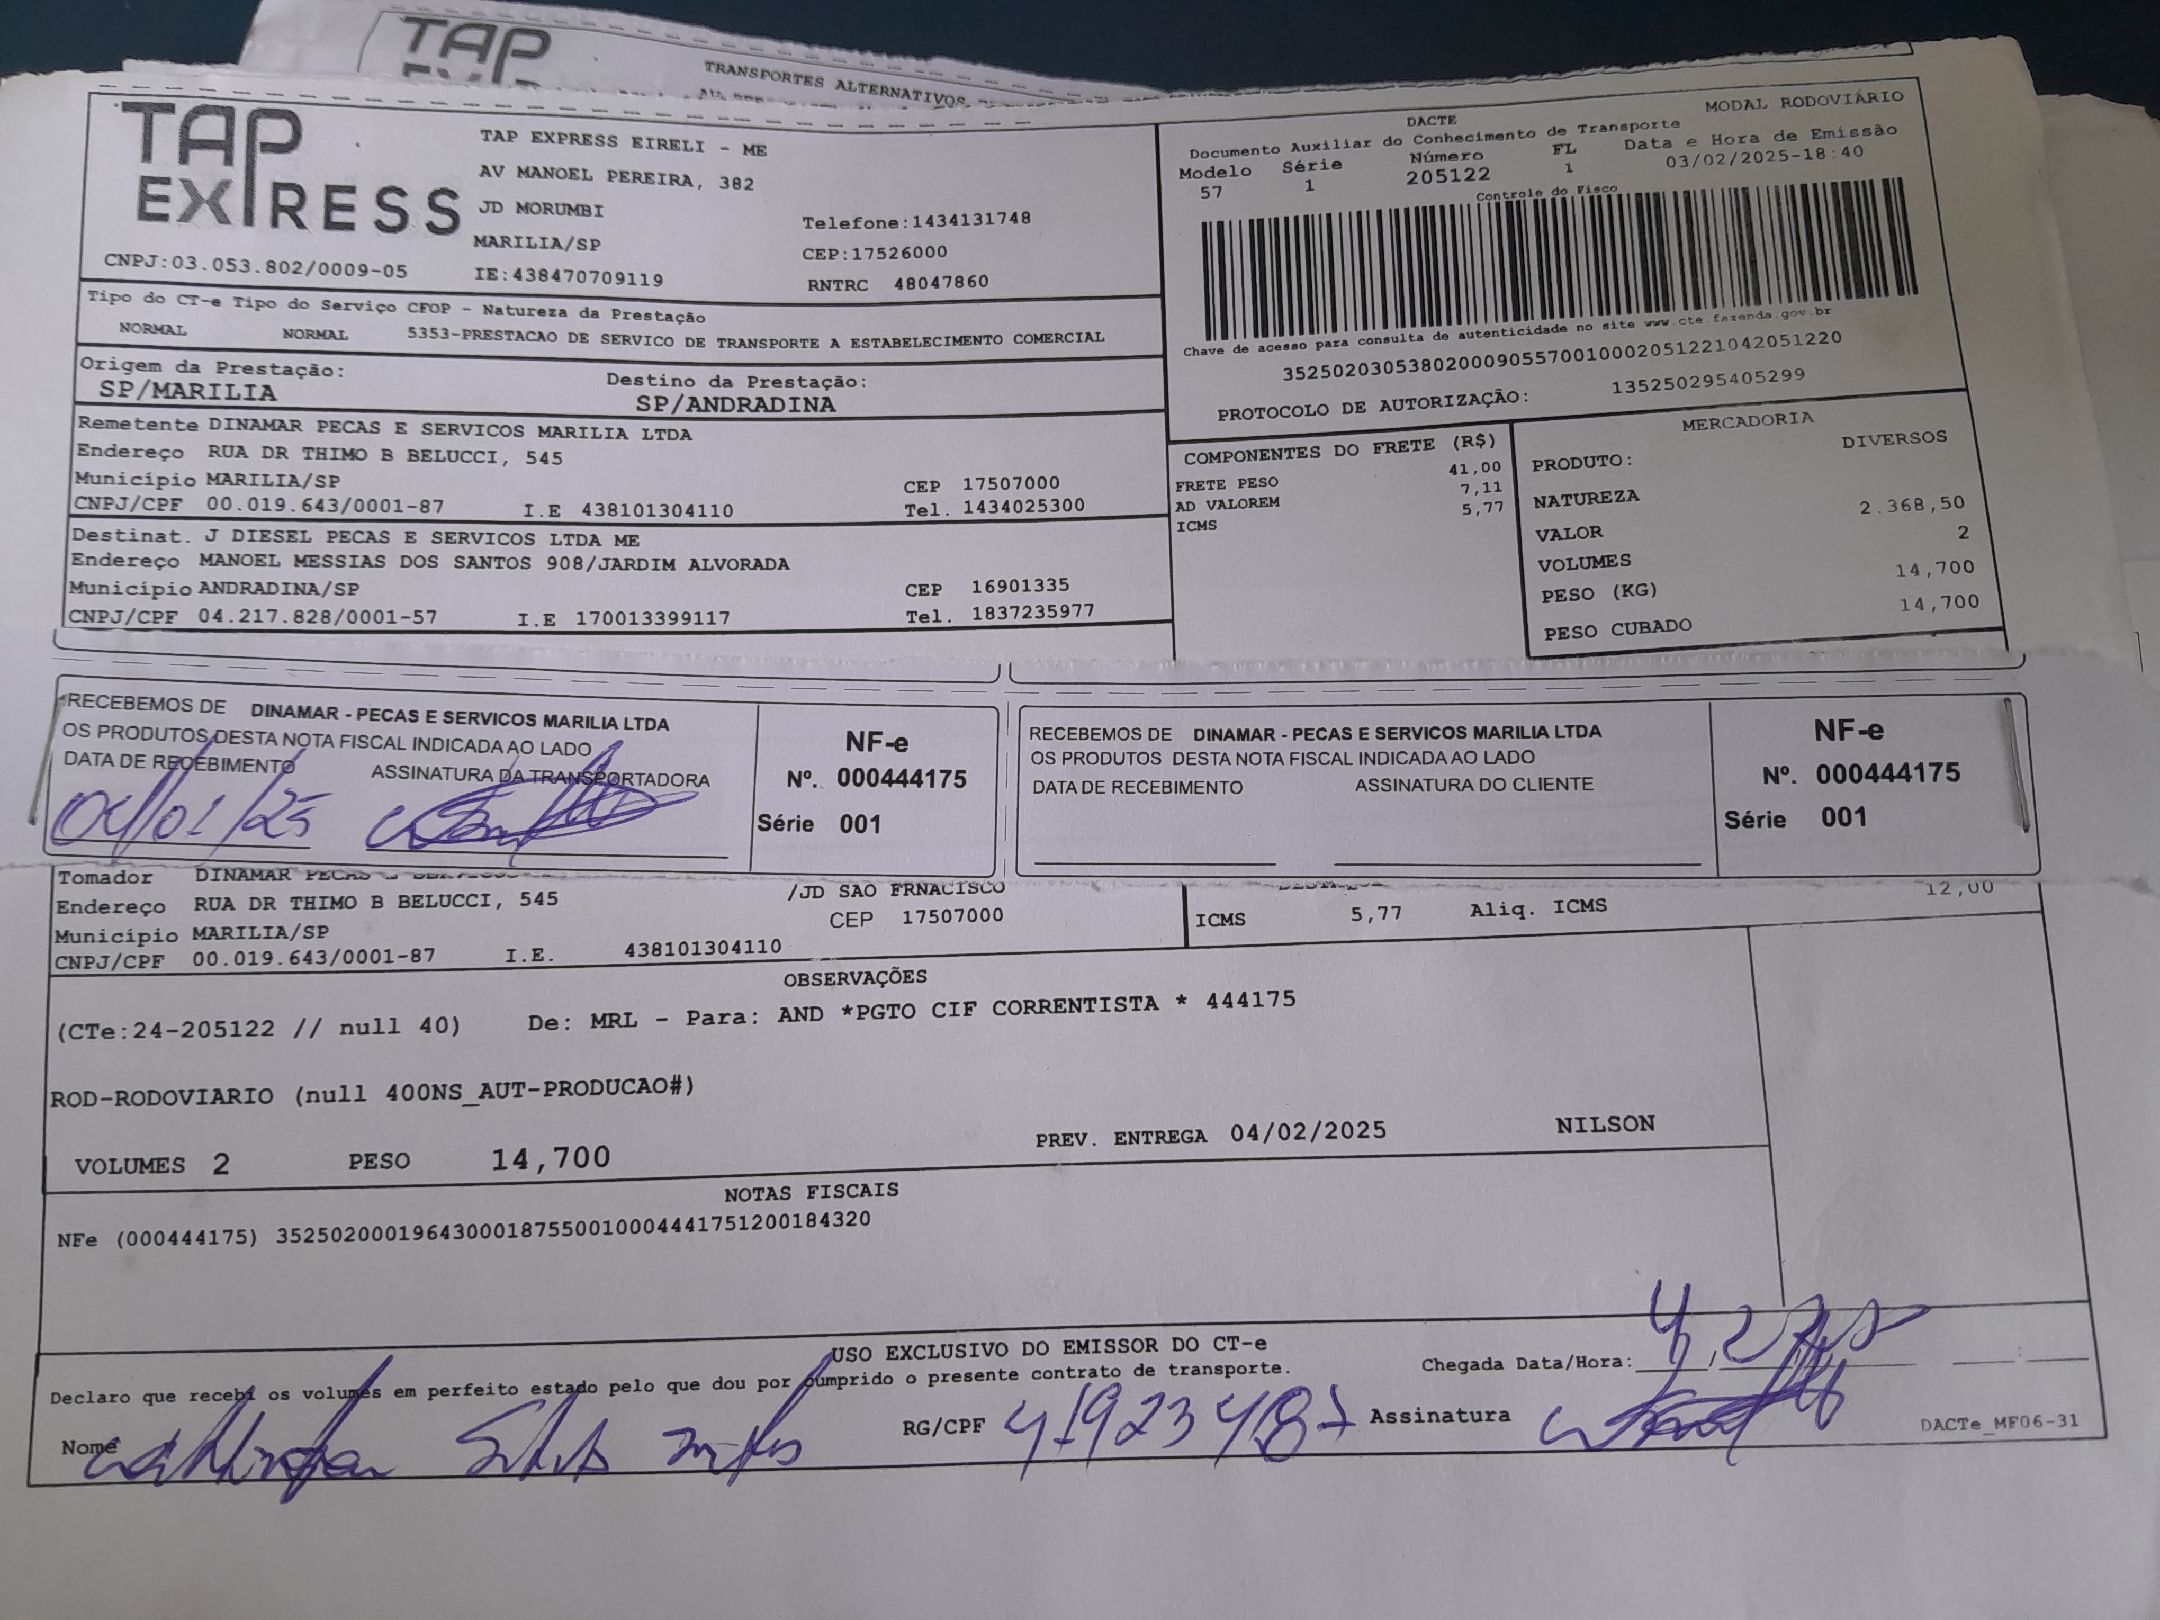 TAP
TRANSPORTES ALTERNATIVOS
TAP
EXPRESS
TAP EXPRESS EIRELI - ME
AV MANOEL PEREIRA, 382
JD MORUMBI
Telefone:1434131748
MARILIA/SP
CEP:17526000
CNPJ:03.053.802/0009-05
IE:438470709119
RNTRC 48047860
DACTE
MODAL RODOVIÁRIO
Documento Auxiliar do Conhecimento de Transporte
Modelo Série Número FL Data e Hora de Emissão
57 1 205122 1 03/02/2025-18:40
Controle do Fisco
Chave de acesso para consulta de autenticidade no site www.cte.fazenda.gov.br
35250203053802000905570010002051221042051220
PROTOCOLO DE AUTORIZAÇÃO: 135250295405299
Tipo do CT-e Tipo do Serviço CFOP - Natureza da Prestação
NORMAL NORMAL 5353-PRESTACAO DE SERVICO DE TRANSPORTE A ESTABELECIMENTO COMERCIAL
Origem da Prestação:
SP/MARILIA
Destino da Prestação:
SP/ANDRADINA
Remetente DINAMAR PECAS E SERVICOS MARILIA LTDA
Endereço RUA DR THIMO B BELUCCI, 545
Município MARILIA/SP CEP 17507000
CNPJ/CPF 00.019.643/0001-87 I.E 438101304110 Tel. 1434025300
Destinat. J DIESEL PECAS E SERVICOS LTDA ME
Endereço MANOEL MESSIAS DOS SANTOS 908/JARDIM ALVORADA
Município ANDRADINA/SP CEP 16901335
CNPJ/CPF 04.217.828/0001-57 I.E 170013399117 Tel. 1837235977
COMPONENTES DO FRETE (R$)
FRETE PESO 41,00
AD VALOREM 7,11
ICMS 5,77
MERCADORIA
PRODUTO: DIVERSOS
NATUREZA
VALOR 2.368,50
VOLUMES 2
PESO (KG) 14,700
PESO CUBADO 14,700
RECEBEMOS DE DINAMAR - PECAS E SERVICOS MARILIA LTDA
OS PRODUTOS DESTA NOTA FISCAL INDICADA AO LADO
DATA DE RECEBIMENTO ASSINATURA DA TRANSPORTADORA
04/01/25
NF-e
Nº. 000444175
Série 001
RECEBEMOS DE DINAMAR - PECAS E SERVICOS MARILIA LTDA
OS PRODUTOS DESTA NOTA FISCAL INDICADA AO LADO
DATA DE RECEBIMENTO ASSINATURA DO CLIENTE
NF-e
Nº. 000444175
Série 001
Tomador DINAMAR PECAS E
Endereço RUA DR THIMO B BELUCCI, 545 /JD SAO FRNACISCO
Município MARILIA/SP CEP 17507000
CNPJ/CPF 00.019.643/0001-87 I.E. 438101304110
ICMS 5,77 Aliq. ICMS 12,00
OBSERVAÇÕES
(CTe:24-205122 // null 40) De: MRL - Para: AND *PGTO CIF CORRENTISTA * 444175
ROD-RODOVIARIO (null 400NS_AUT-PRODUCAO#)
VOLUMES 2 PESO 14,700 PREV. ENTREGA 04/02/2025 NILSON
NOTAS FISCAIS
NFe (000444175) 35250200019643000187550010004441751200184320
USO EXCLUSIVO DO EMISSOR DO CT-e
Declaro que recebi os volumes em perfeito estado pelo que dou por cumprido o presente contrato de transporte.
Chegada Data/Hora:
Nome
RG/CPF 419234187
Assinatura
DACTe_MF06-31